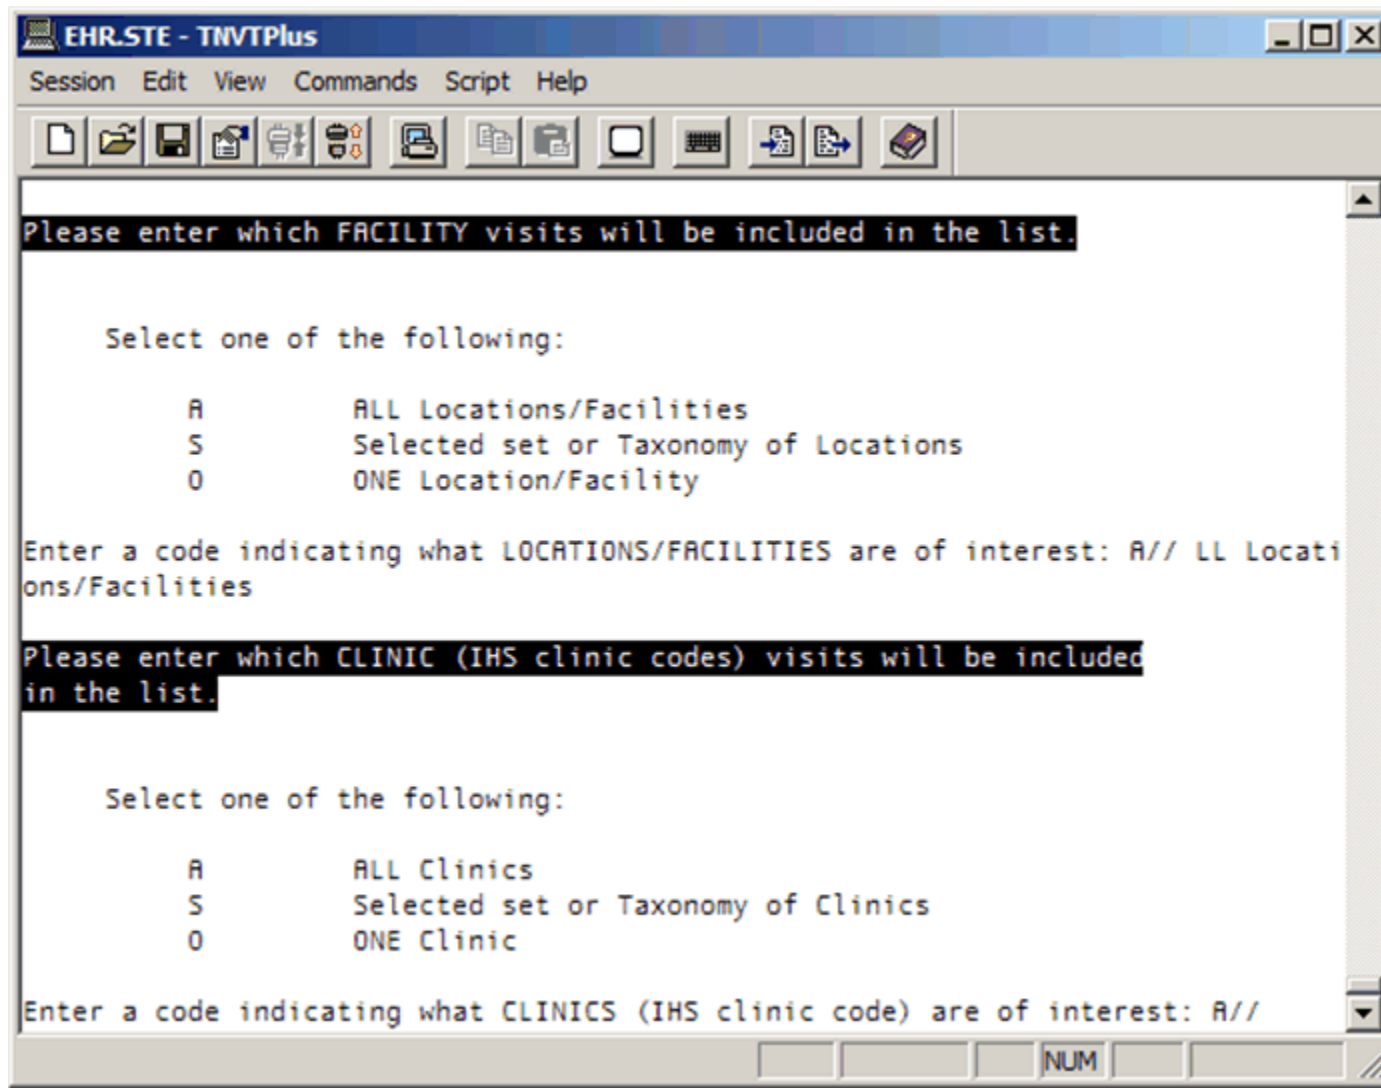 EHR.STE - TNVTPlus
Session Edit View Commands Script Help
Please enter which FACILITY visits will be included in the list.
Select one of the following:
A ALL Locations/Facilities
S Selected set or Taxonomy of Locations
O ONE Location/Facility
Enter a code indicating what LOCATIONS/FACILITIES are of interest: A// LL Locati
ons/Facilities
Please enter which CLINIC (IHS clinic codes) visits will be included
in the list.
Select one of the following:
A ALL Clinics
S Selected set or Taxonomy of Clinics
O ONE Clinic
Enter a code indicating what CLINICS (IHS clinic code) are of interest: A//
NUM